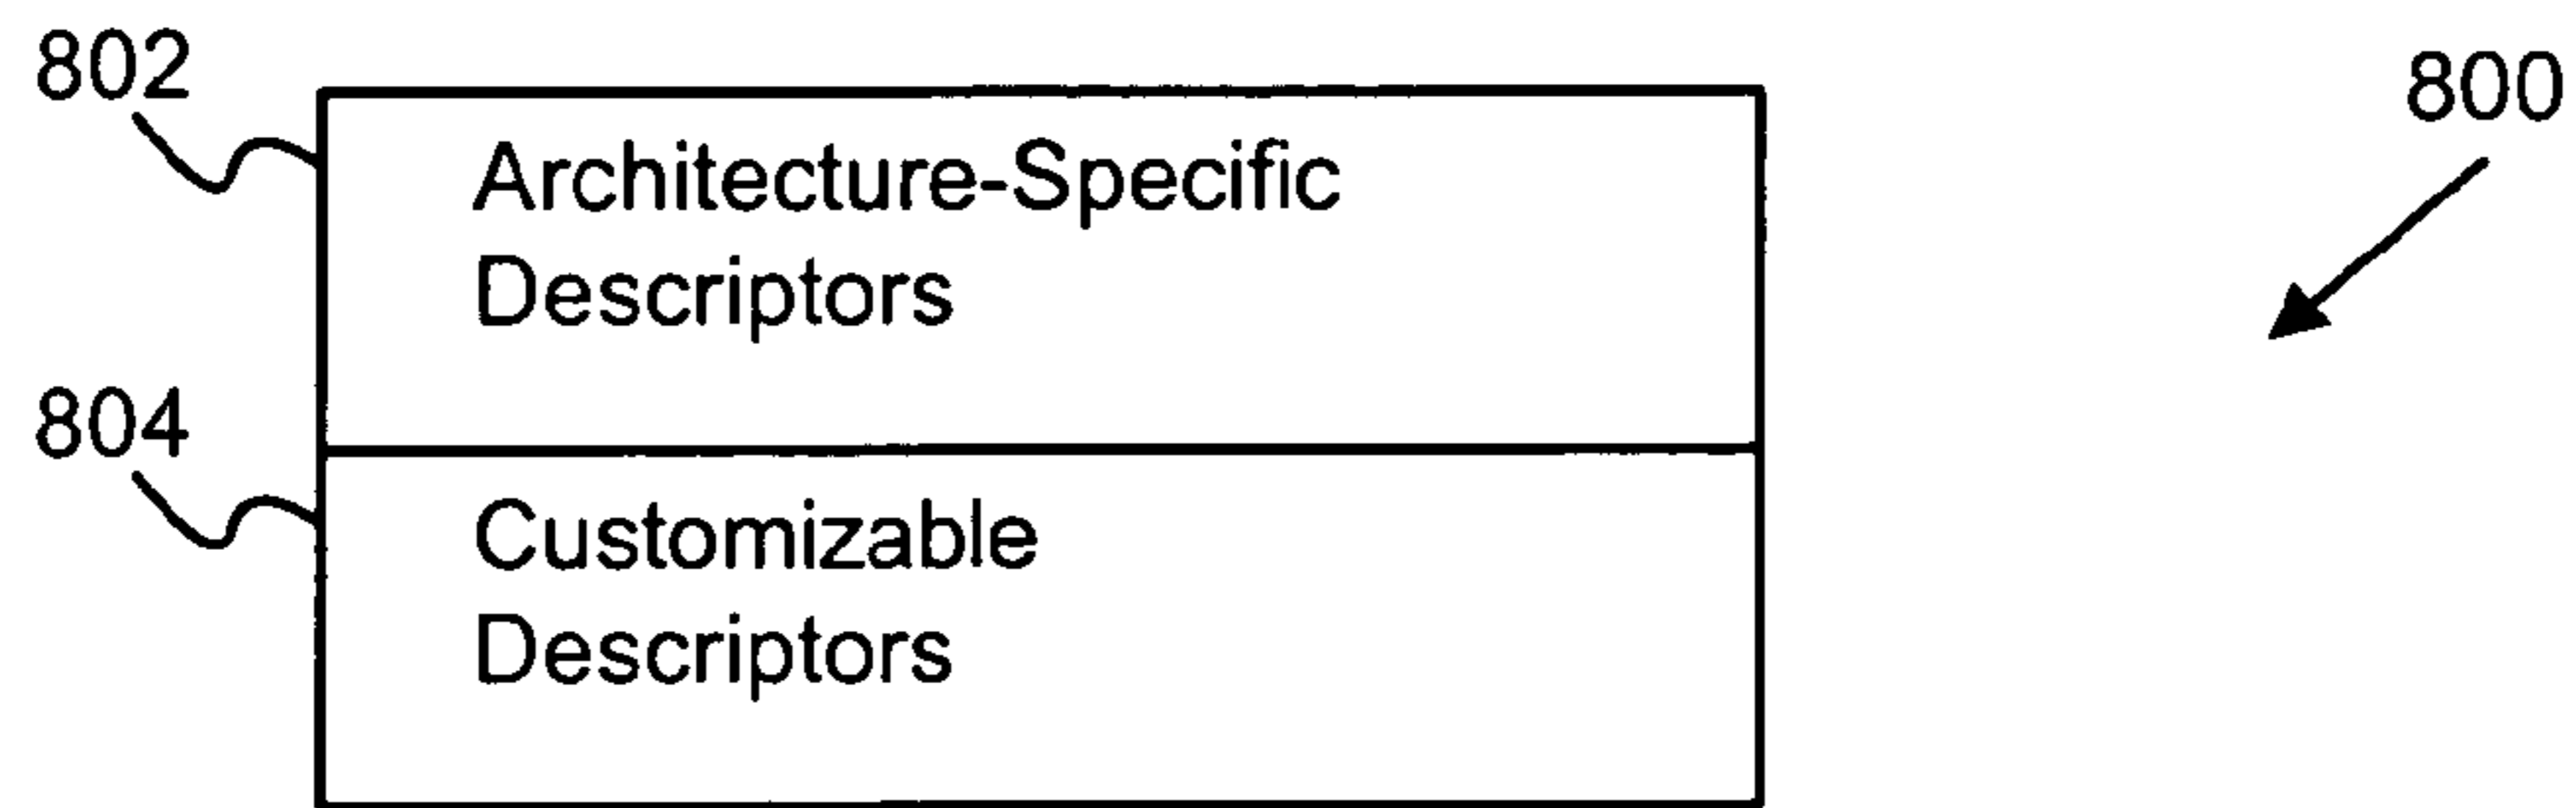 802
800
Architecture-Specific
Descriptors
804
Customizable
Descriptors